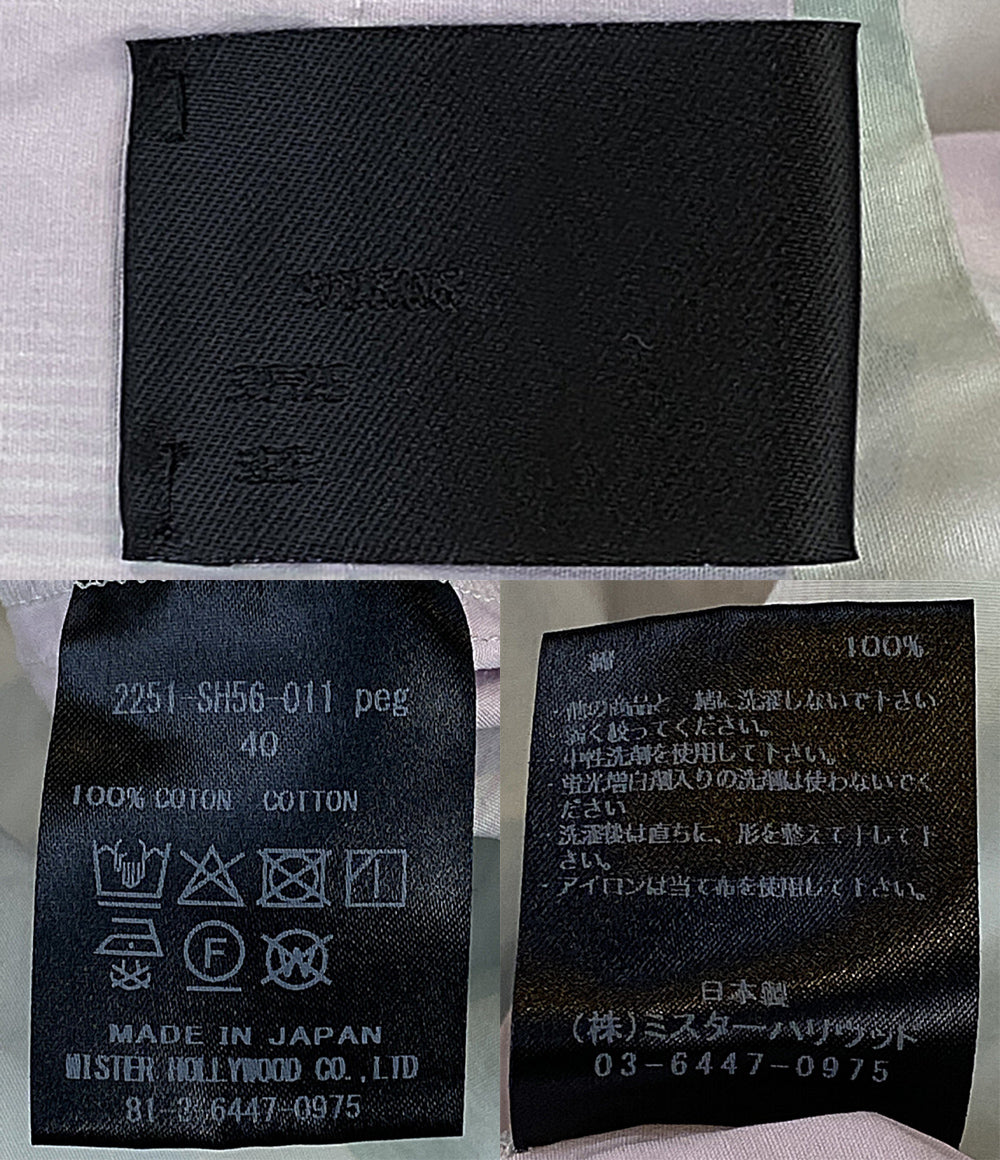 2251-SH56-011 peg
40
100% COTON COTTON
F
W
MADE IN JAPAN
MISTER HOLLYWOOD CO.,LTD
81-3-6447-0975
綿 100%
・他の商品と一緒に洗濯しないで下さい
弱く絞ってください。
・中性洗剤を使用して下さい。
・蛍光増白剤入りの洗剤は使わないでく
ださい
・洗濯後は直ちに、形を整えて干して下
さい。
・アイロンは当て布を使用して下さい。
日本製
(株)ミスターハリウッド
03-6447-0975